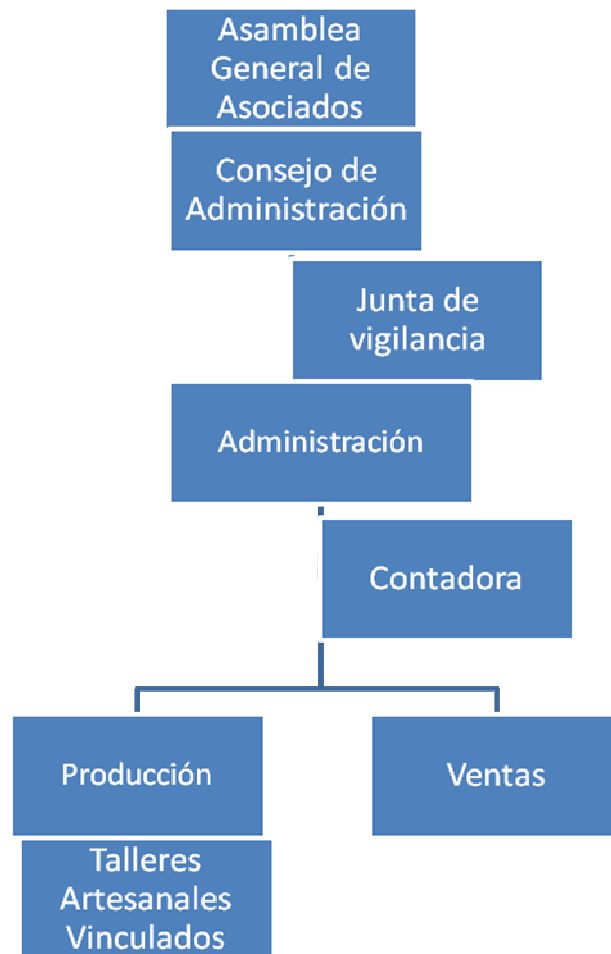 Asamblea
General de
Asociados
Consejo de
Administración
Junta de
vigilancia
Administración
Contadora
Producción
Ventas
Talleres
Artesanales
Vinculados